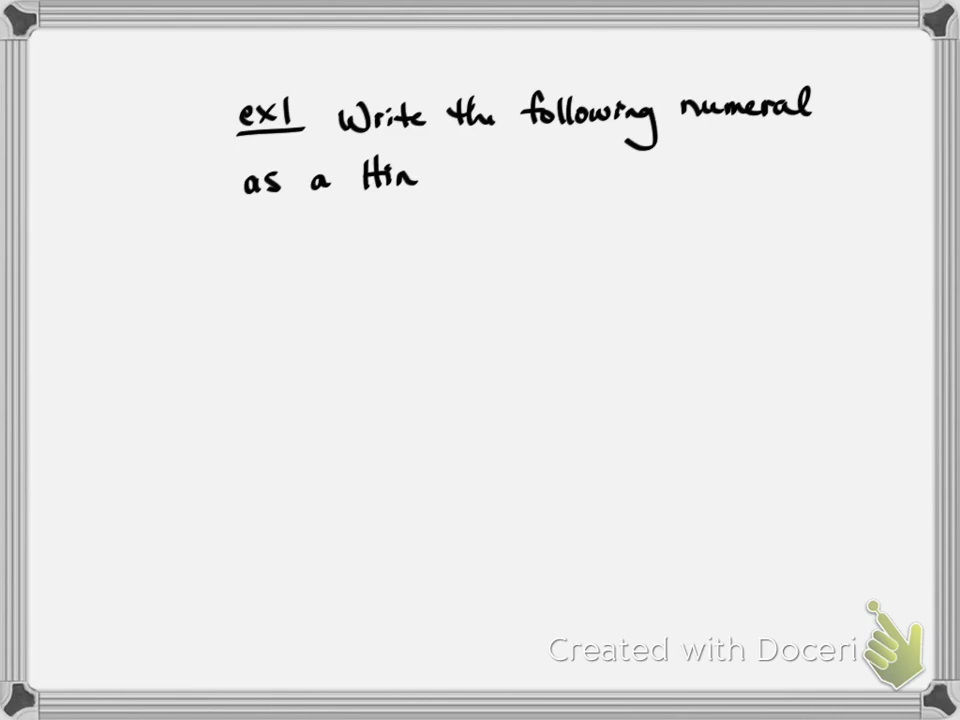 ex1 Write the following numeral
as a Hin
Created with Doceri